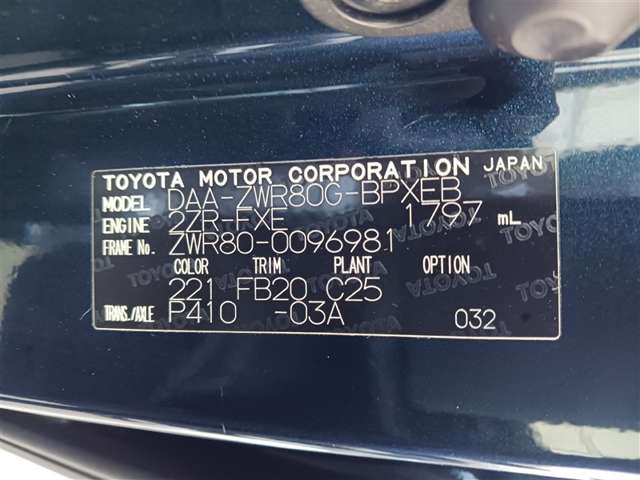 TOYOTA MOTOR CORPORATION JAPAN
MODEL DAA-ZWR80G-BPXEB
ENGINE 2ZR-FXE 1797 mL
FRAME No. ZWR80-0096981
COLOR TRIM PLANT OPTION
221 FB20 C25
TRANS./AXLE P410 -03A 032